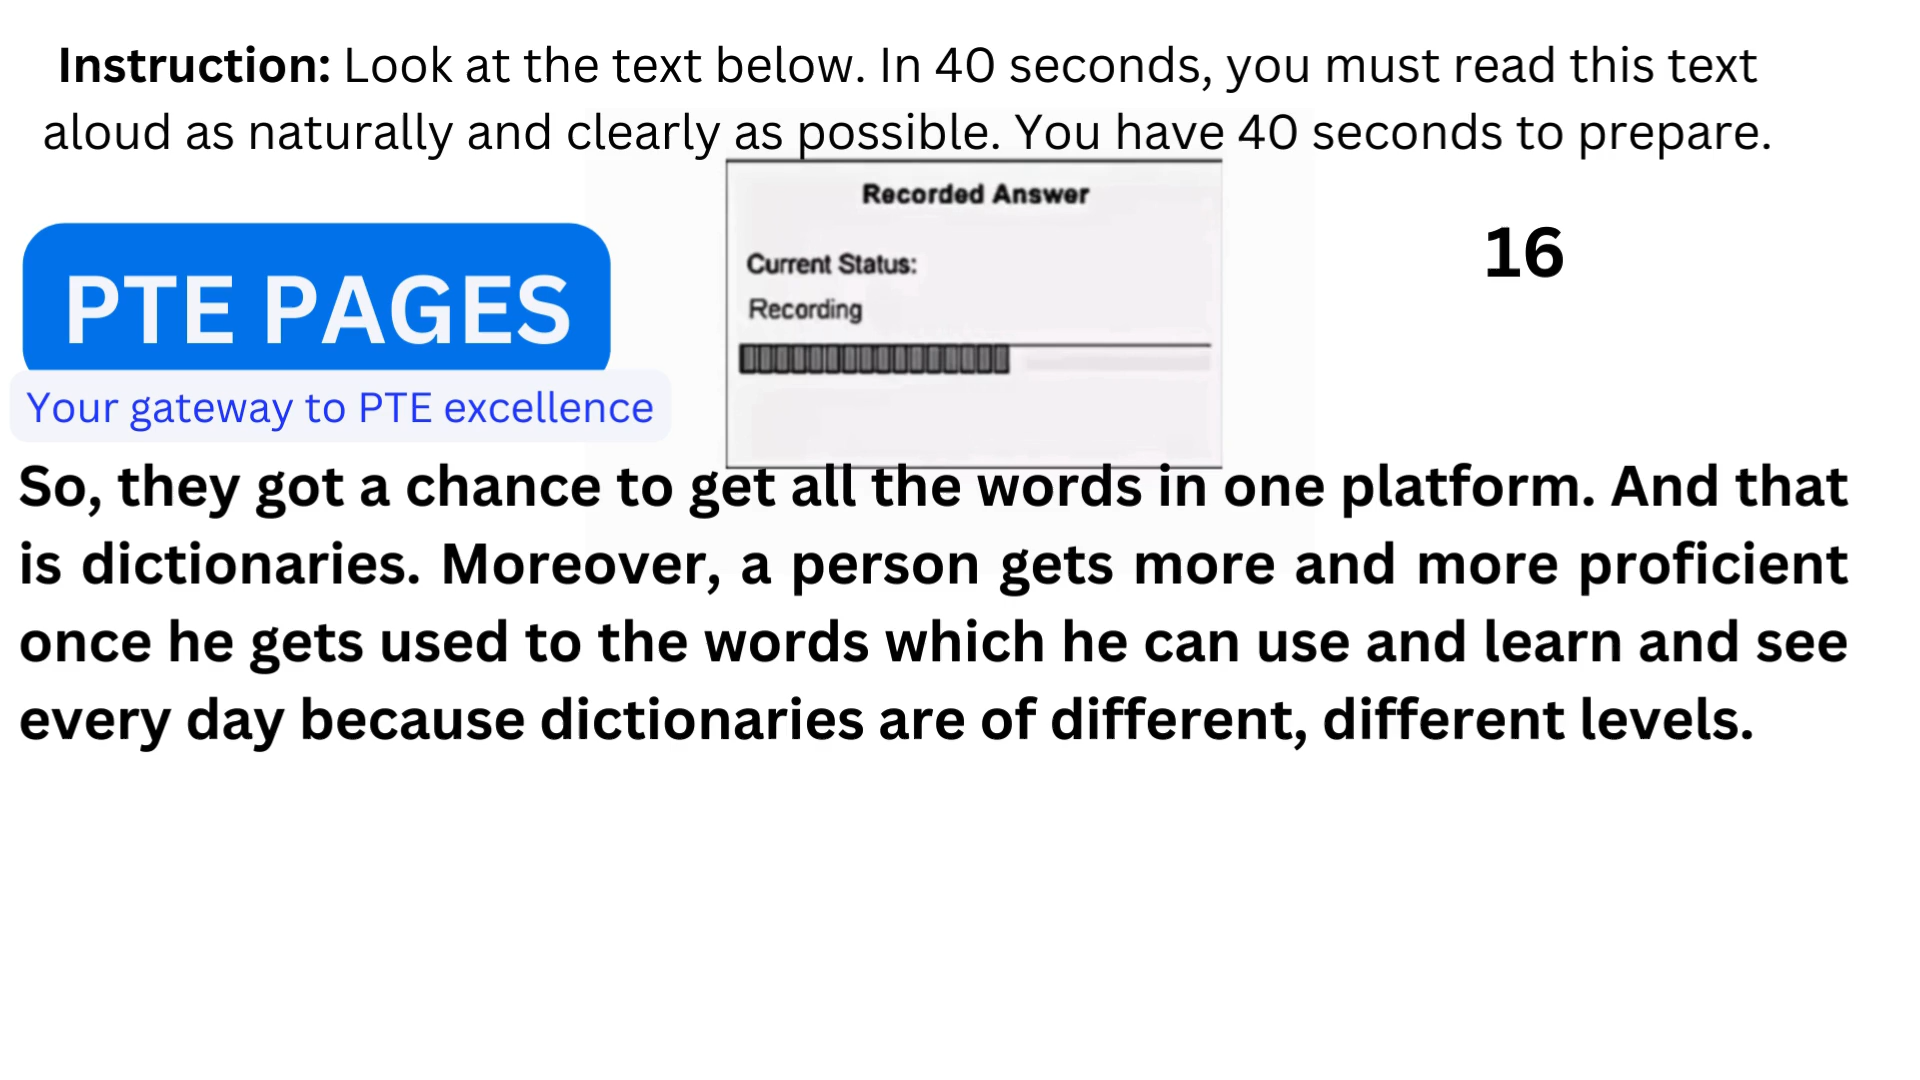 Instruction: Look at the text below. In 40 seconds, you must read this text
aloud as naturally and clearly as possible. You have 40 seconds to prepare.
Recorded Answer
Current Status:
Recording
16
PTE PAGES
Your gateway to PTE excellence
So, they got a chance to get all the words in one platform. And that
is dictionaries. Moreover, a person gets more and more proficient
once he gets used to the words which he can use and learn and see
every day because dictionaries are of different, different levels.